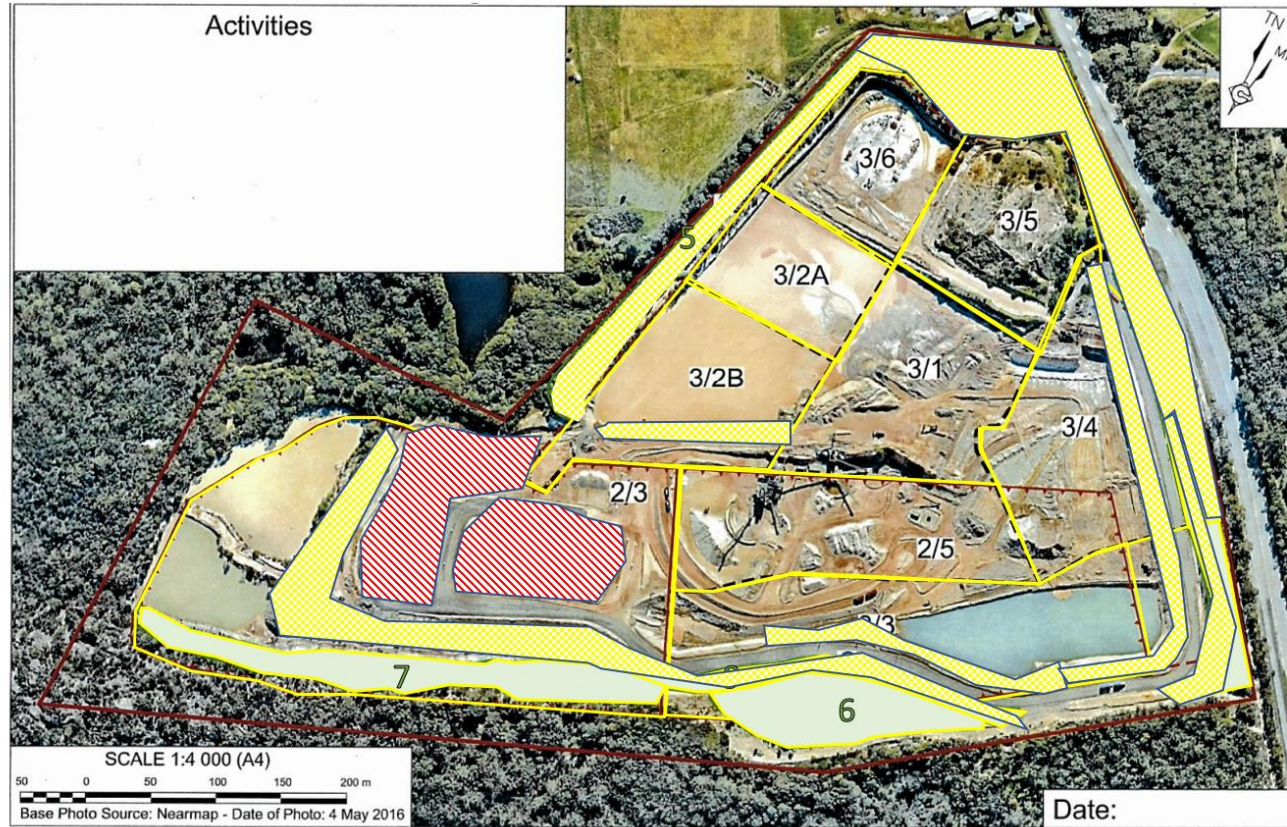 Activities
TN
3/6
3/5
5
3/2A
3/1
3/2B
3/4
2/3
2/5
7
6
SCALE 1:4 000 (A4)
50 0 50 100 150 200 m
Base Photo Source: Nearmap - Date of Photo: 4 May 2016
Date: